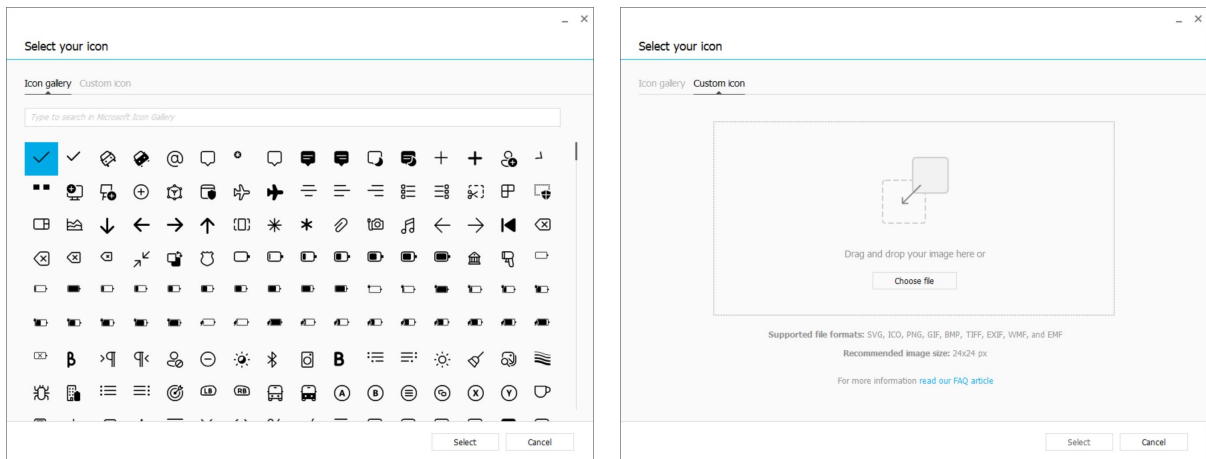 Select your icon
Icon gallery Custom icon
Type to search in Microsoft Icon Gallery
Select Cancel
Select your icon
Icon gallery Custom icon
Drag and drop your image here or
Choose file
Supported file formats: SVG, ICO, PNG, GIF, BMP, TIFF, EXIF, WMF, and EMF
Recommended image size: 24x24 px
For more information read our FAQ article
Select Cancel